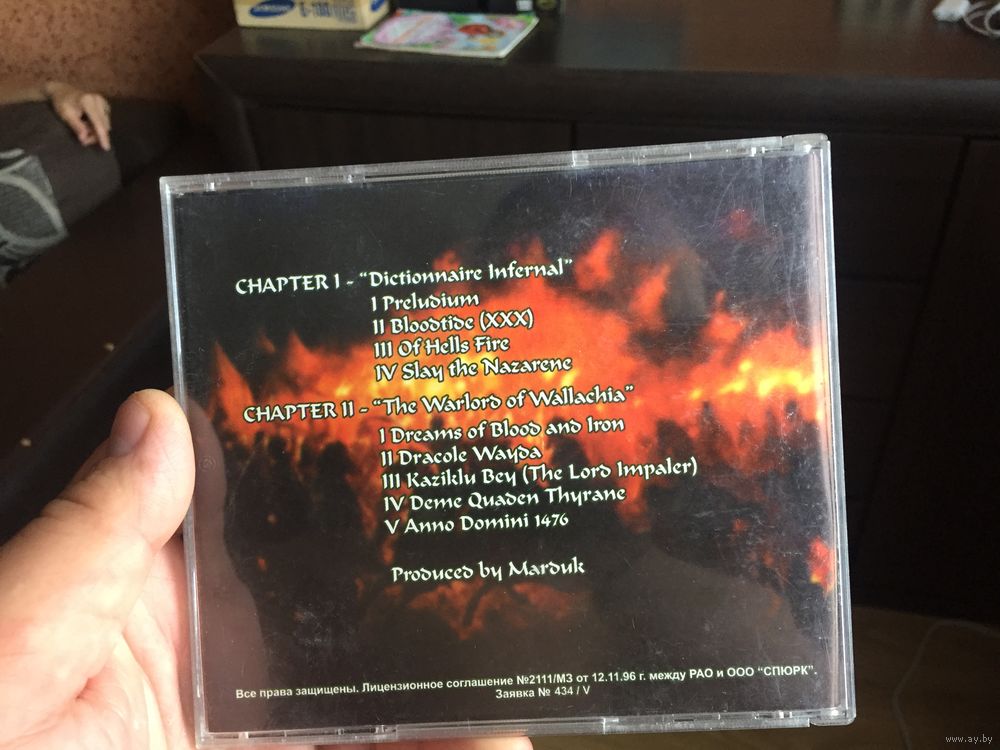 SAMSUNG
CHAPTER I - “Dictionnaire Infernal”
I Preludium
II Bloodtide (XXX)
III Of Hells Fire
IV Slay the Nazarene
CHAPTER II - “The Warlord of Wallachia”
I Dreams of Blood and Iron
II Dracole Wayda
III Kaziklu Bey (The Lord Impaler)
IV Deme Quaden Thyrane
V Anno Domini 1476
Produced by Marduk
Все права защищены. Лицензионное соглашение №2111/МЗ от 12.11.96 г. между РАО и ООО “СПЮРК”.
Заявка № 434 / V
www.ay.by